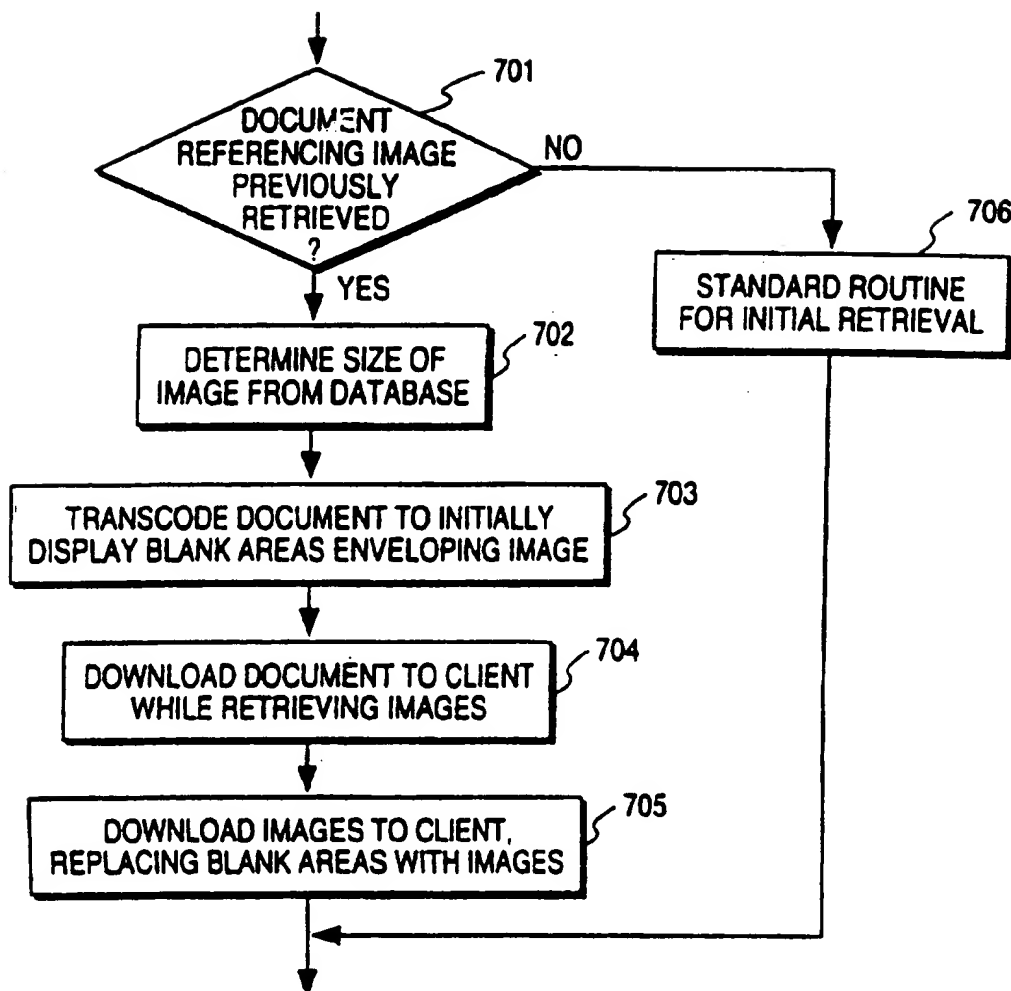 701
DOCUMENT
REFERENCING IMAGE
PREVIOUSLY
RETRIEVED
?
NO
YES
706
STANDARD ROUTINE
FOR INITIAL RETRIEVAL
702
DETERMINE SIZE OF
IMAGE FROM DATABASE
703
TRANSCODE DOCUMENT TO INITIALLY
DISPLAY BLANK AREAS ENVELOPING IMAGE
704
DOWNLOAD DOCUMENT TO CLIENT
WHILE RETRIEVING IMAGES
705
DOWNLOAD IMAGES TO CLIENT,
REPLACING BLANK AREAS WITH IMAGES